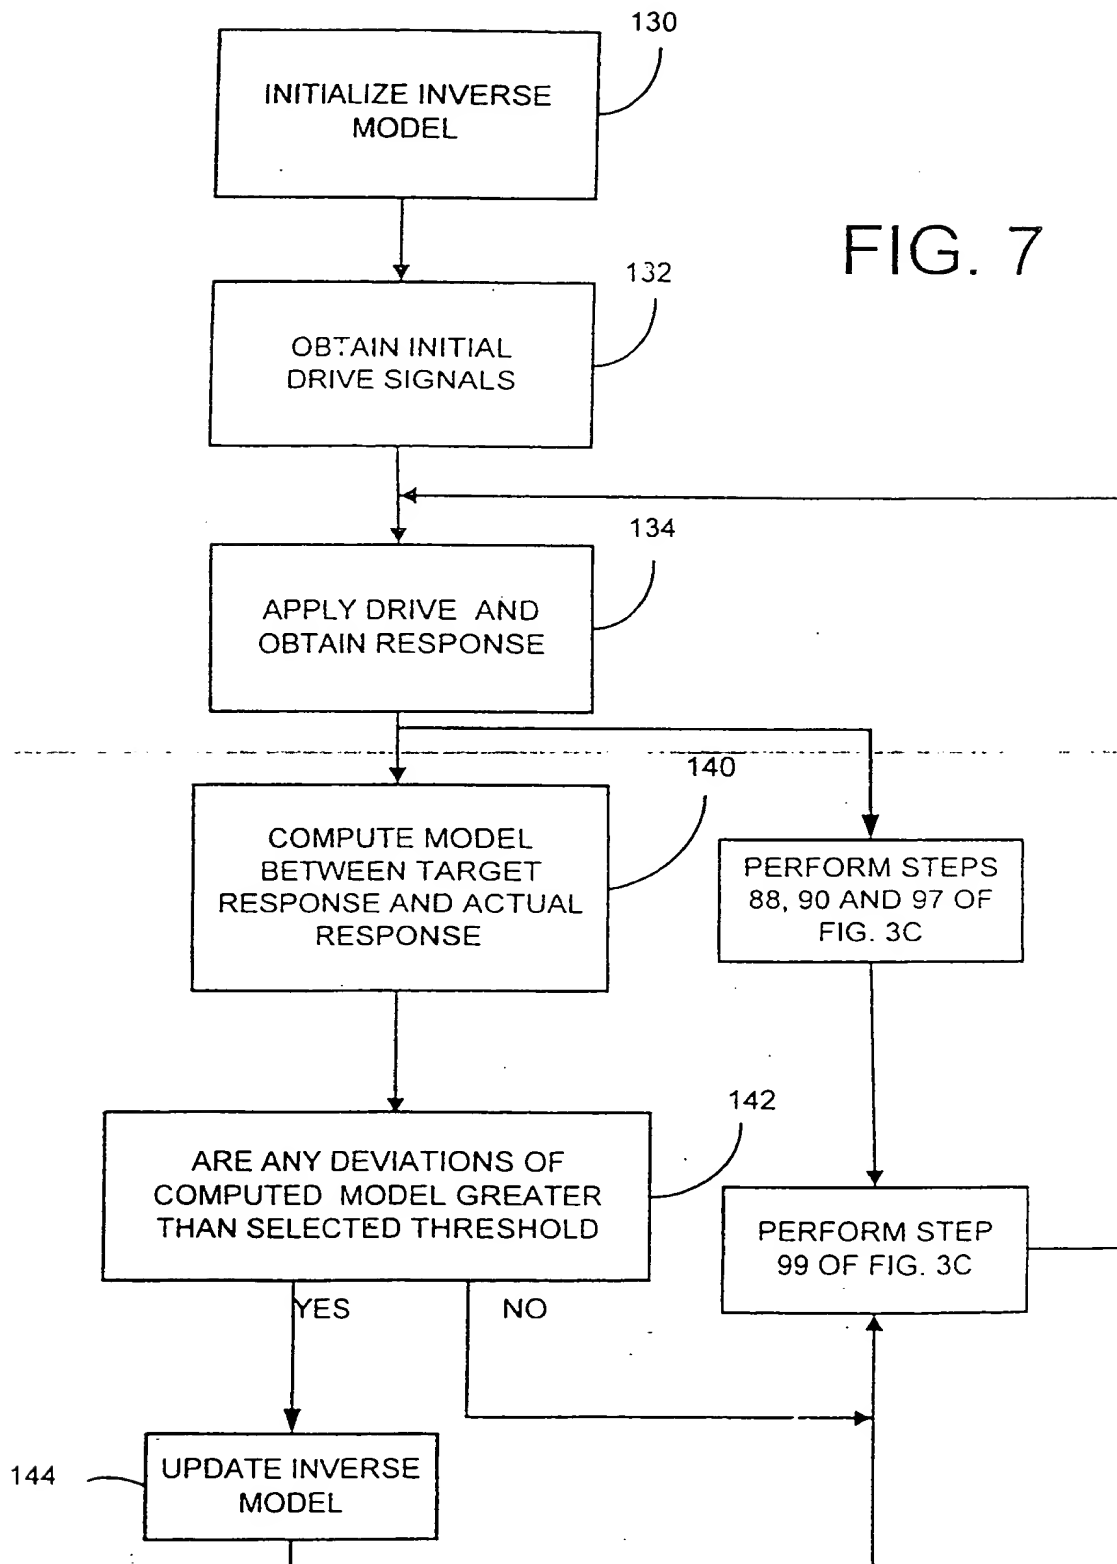 130
INITIALIZE INVERSE
MODEL
FIG. 7
132
OBTAIN INITIAL
DRIVE SIGNALS
134
APPLY DRIVE AND
OBTAIN RESPONSE
140
COMPUTE MODEL
BETWEEN TARGET
RESPONSE AND ACTUAL
RESPONSE
PERFORM STEPS
88, 90 AND 97 OF
FIG. 3C
142
ARE ANY DEVIATIONS OF
COMPUTED MODEL GREATER
THAN SELECTED THRESHOLD
PERFORM STEP
99 OF FIG. 3C
YES
NO
144
UPDATE INVERSE
MODEL